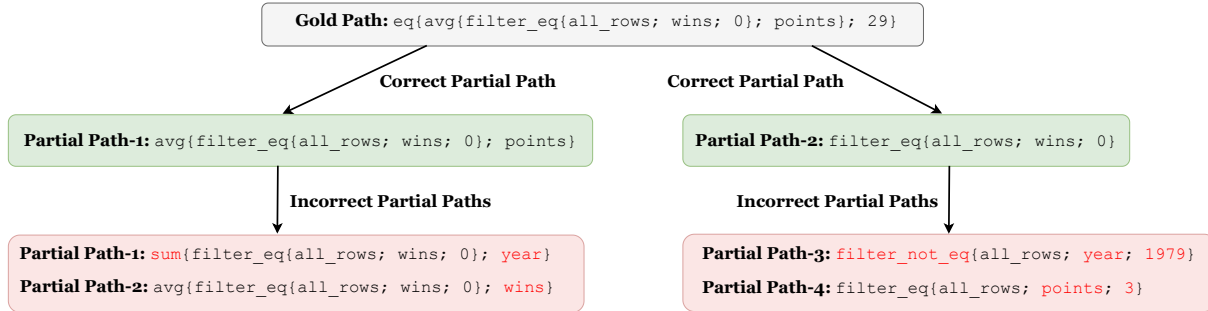 Gold Path: eq{avg{filter_eq{all_rows; wins; 0}; points}; 29}
Correct Partial Path
Correct Partial Path
Partial Path-1: avg{filter_eq{all_rows; wins; 0}; points}
Partial Path-2: filter_eq{all_rows; wins; 0}
Incorrect Partial Paths
Incorrect Partial Paths
Partial Path-1: sum{filter_eq{all_rows; wins; 0}; year}
Partial Path-2: avg{filter_eq{all_rows; wins; 0}; wins}
Partial Path-3: filter_not_eq{all_rows; year; 1979}
Partial Path-4: filter_eq{all_rows; points; 3}